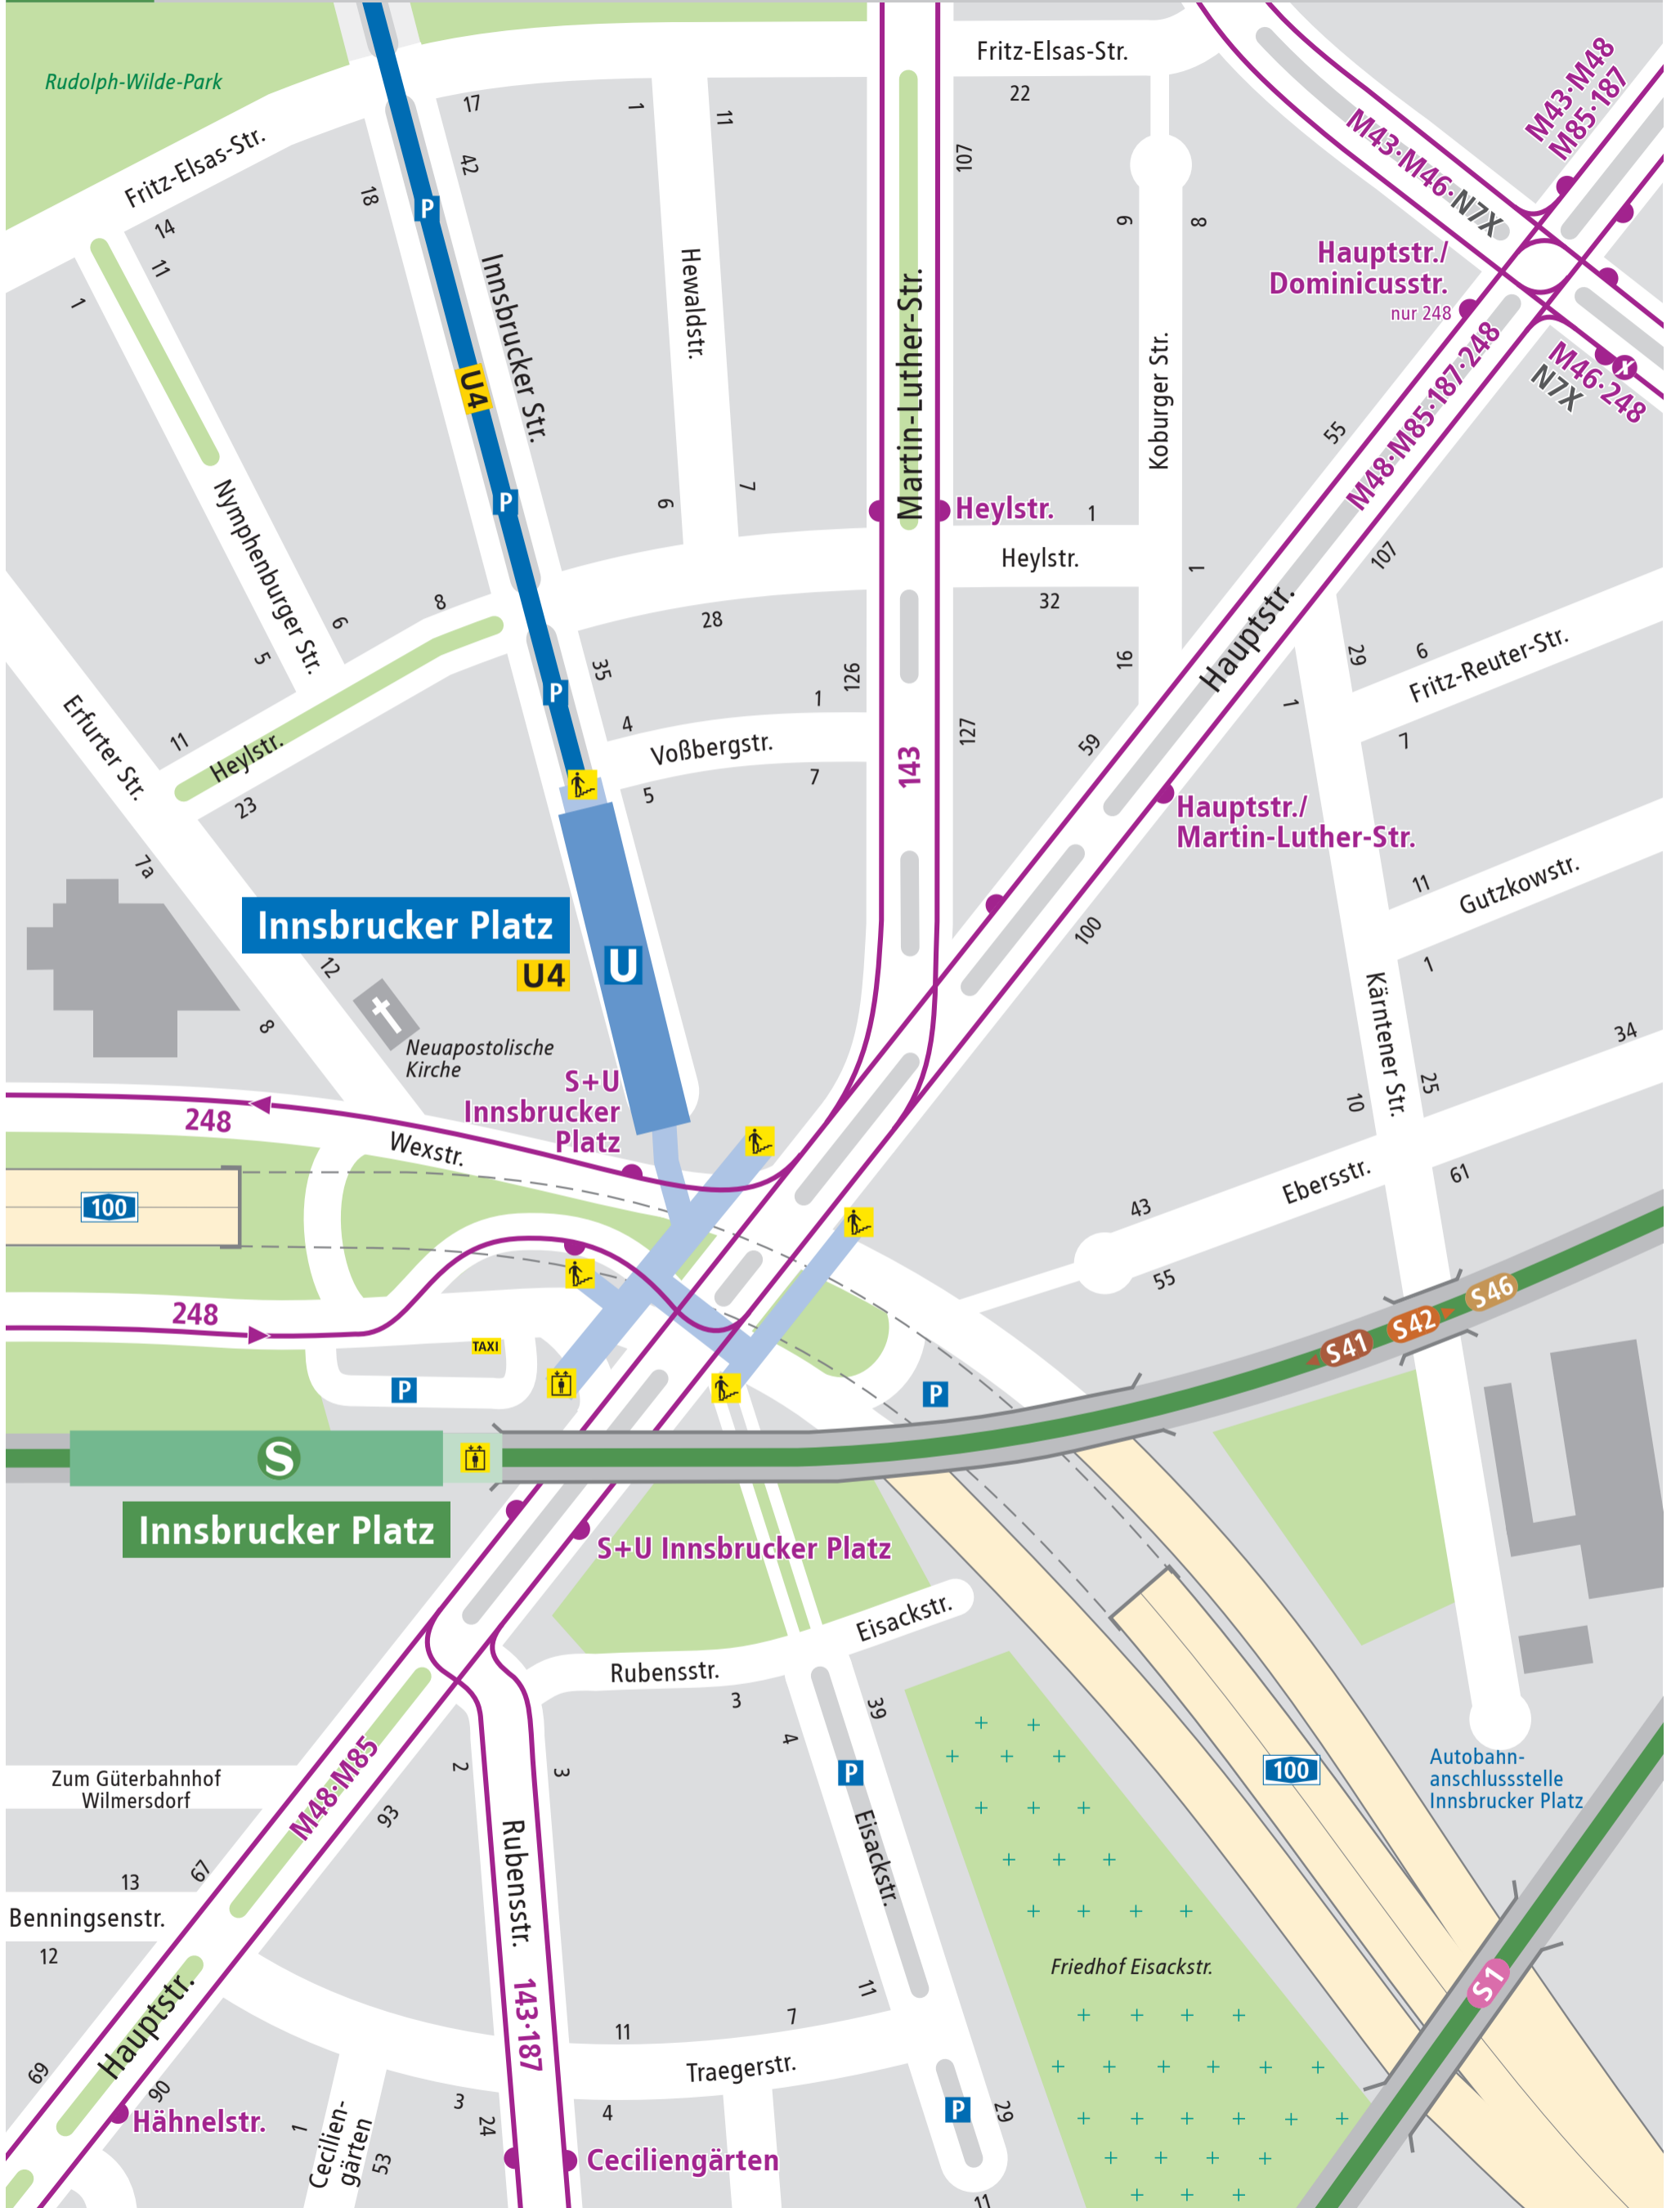 Rudolph-Wilde-Park
Fritz-Elsas-Str.
Fritz-Elsas-Str.
22
17
1
11
42
107
18
14
11
1
P
M43·M48
M85·187
M43·M46·N7X
9
8
Hauptstr./
Dominicusstr.
nur 248
M46·248
N7X
X
M48·M85·187·248
Innsbrucker Str.
Hewaldstr.
Martin-Luther-Str.
Koburger Str.
U4
P
55
6
7
Heylstr.
1
Heylstr.
32
1
107
Nymphenburger Str.
5
6
8
28
35
126
16
Hauptstr.
29
6
Fritz-Reuter-Str.
7
1
P
4
1
Voßbergstr.
5
7
127
143
59
Erfurter Str.
11
Heylstr.
23
7a
Hauptstr./
Martin-Luther-Str.
11
Gutzkowstr.
1
100
Innsbrucker Platz
U4
U
12
8
Neuapostolische
Kirche
Kärntener Str.
34
25
10
S+U
Innsbrucker
Platz
248
Wexstr.
100
Ebersstr.
61
43
55
248
TAXI
P
P
S41
S42
S46
S
Innsbrucker Platz
S+U Innsbrucker Platz
Eisackstr.
Rubensstr.
3
4
39
2
3
P
Eisackstr.
100
Autobahn-
anschlussstelle
Innsbrucker Platz
Zum Güterbahnhof
Wilmersdorf
M48·M85
93
67
13
Benningsenstr.
12
Rubensstr.
143·187
Friedhof Eisackstr.
S1
11
7
11
Traegerstr.
Hauptstr.
69
90
Hähnelstr.
1
Cecilien-
gärten
53
3
24
4
Ceciliengärten
P
29
11